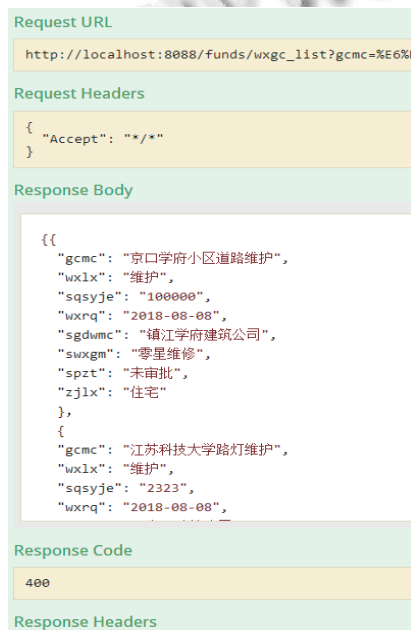 Request URL
http://localhost:8088/funds/wxgc_list?gcmc=%E6%
Request Headers
{
"Accept": "*/*"
}
Response Body
{{
"gcmc": "京口学府小区道路维护",
"wxlx": "维护",
"sqsyje": "100000",
"wxrq": "2018-08-08",
"sgdwmc": "镇江学府建筑公司",
"swxgm": "零星维修",
"spzt": "未审批",
"zjlx": "住宅"
},
{
"gcmc": "江苏科技大学路灯维护",
"wxlx": "维护",
"sqsyje": "2323",
"wxrq": "2018-08-08",
Response Code
400
Response Headers